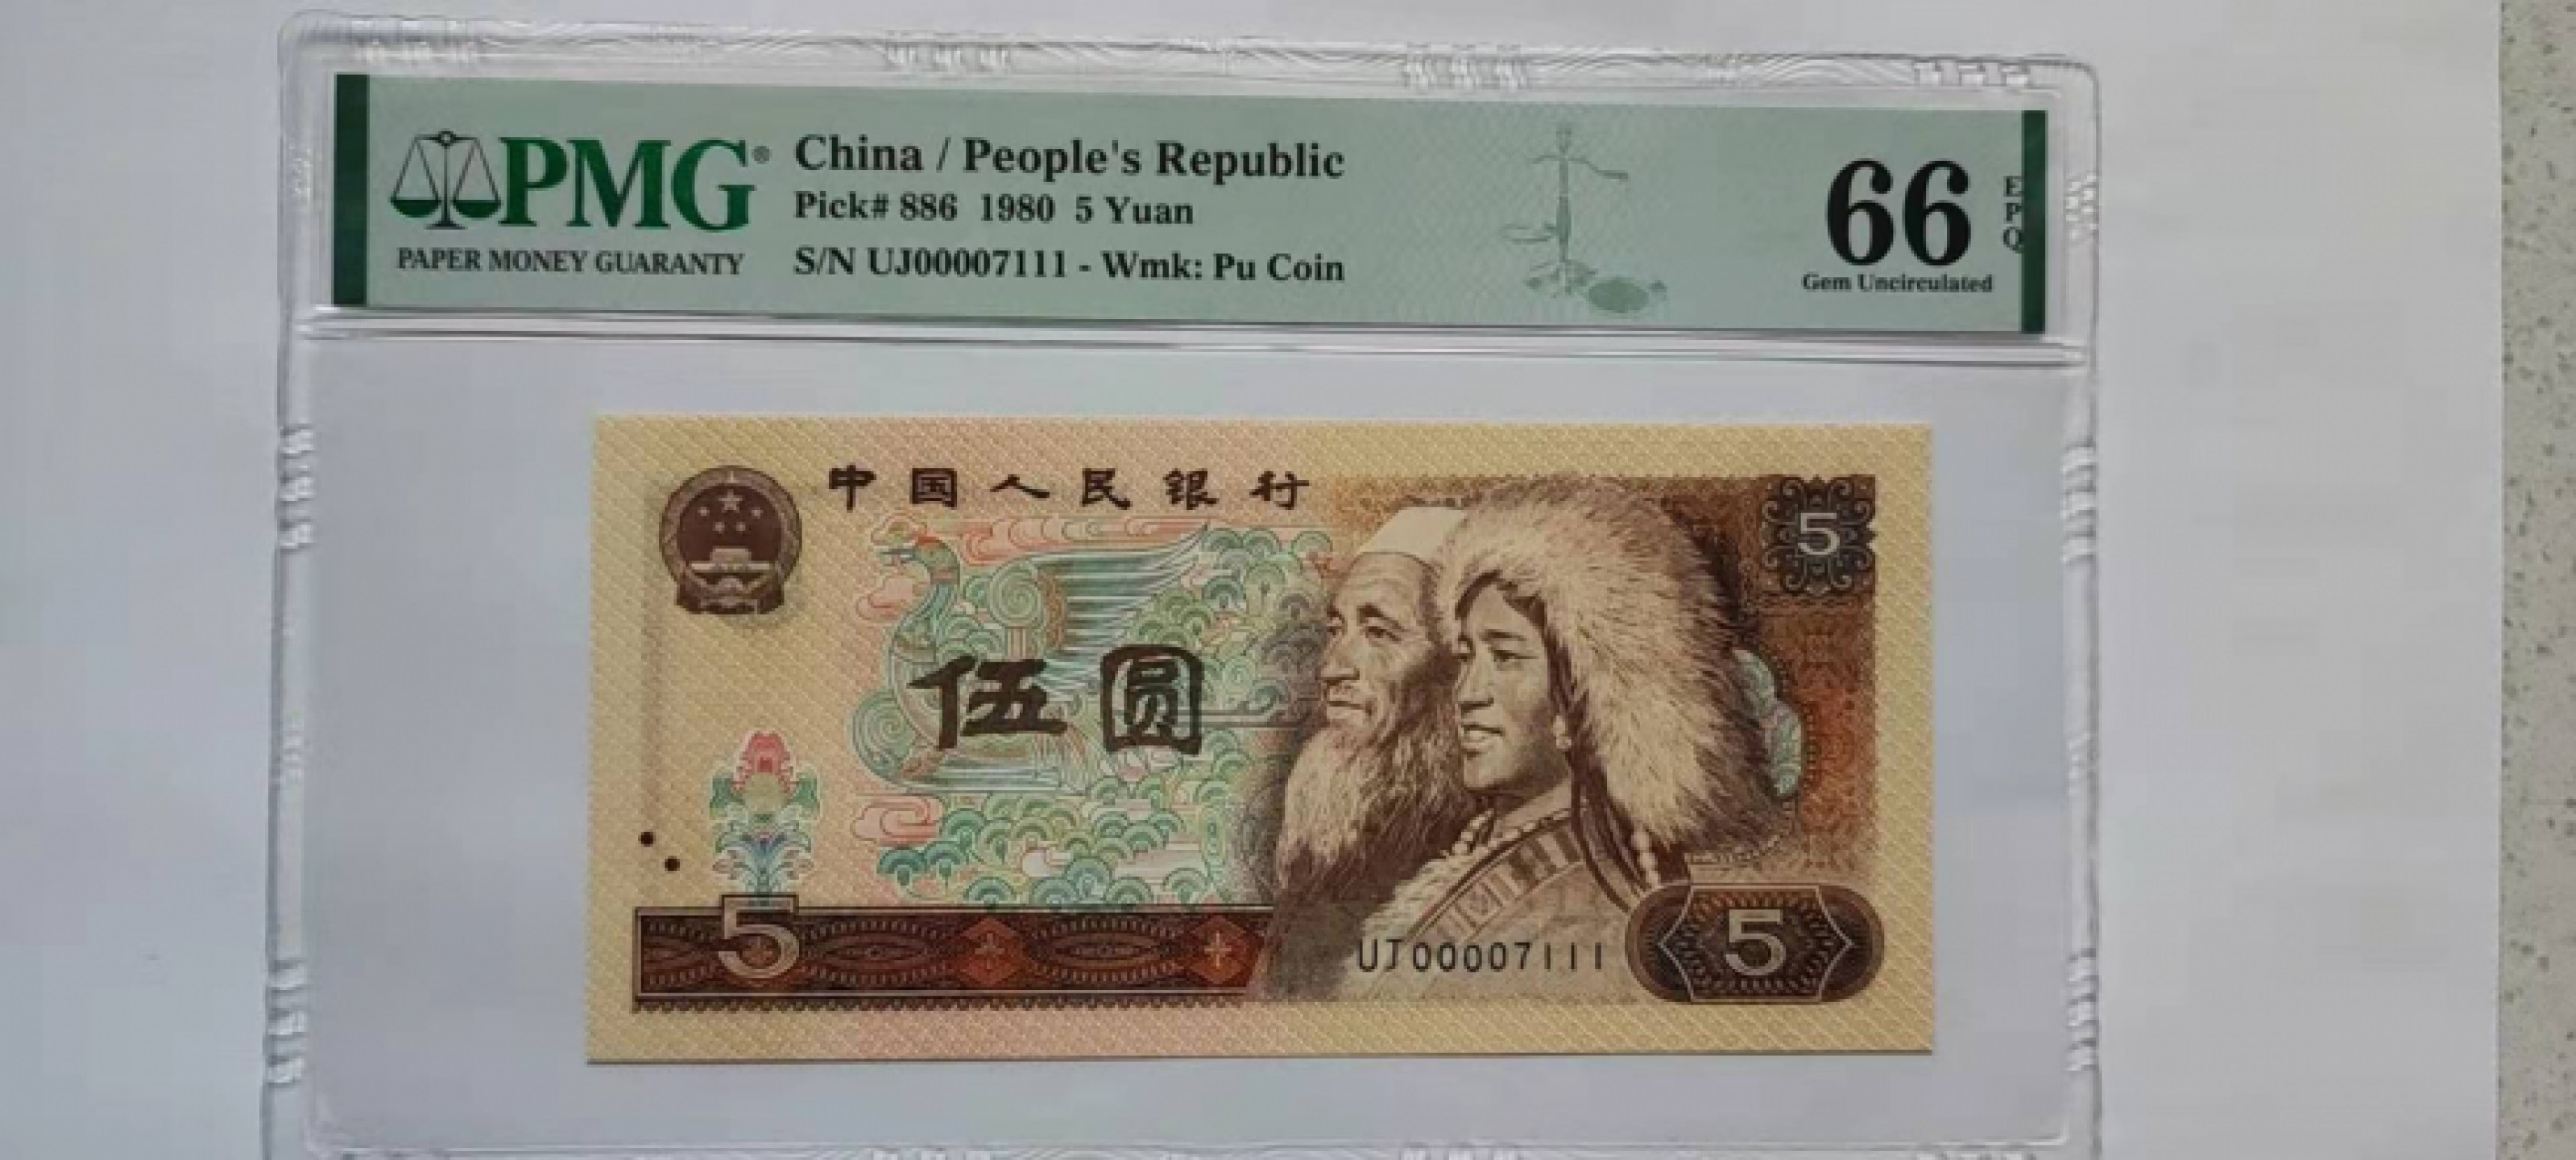 PMG®
PAPER MONEY GUARANTY
China / People's Republic
Pick# 886 1980 5 Yuan
S/N UJ00007111 - Wmk: Pu Coin
66
EPQ
Gem Uncirculated
中国人民银行
5
伍圆
5
UJ00007111
5